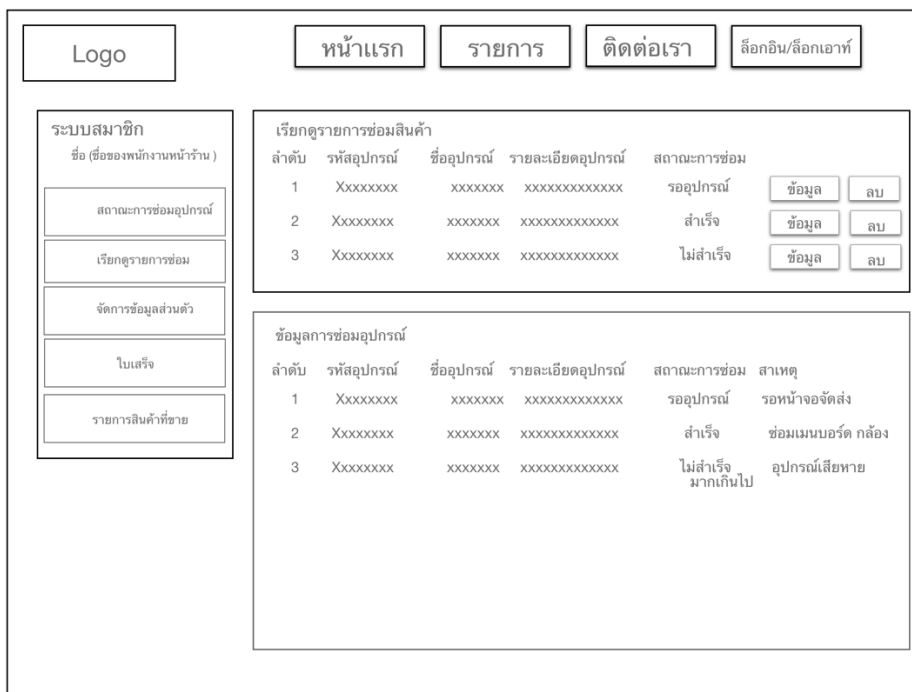 Logo
หน้าแรก
รายการ
ติดต่อเรา
ล็อกอิน/ล็อกเอาท์
ระบบสมาชิก
ชื่อ (ชื่อของพนักงานหน้าร้าน )
สถาณะการซ่อมอุปกรณ์
เรียกดูรายการซ่อม
จัดการข้อมูลส่วนตัว
ใบเสร็จ
รายการสินค้าที่ขาย
เรียกดูรายการซ่อมสินค้า
ลำดับ รหัสอุปกรณ์ ชื่ออุปกรณ์ รายละเอียดอุปกรณ์ สถาณะการซ่อม
1 Xxxxxxxx xxxxxxx xxxxxxxxxxxxx รออุปกรณ์ ข้อมูล ลบ
2 Xxxxxxxx xxxxxxx xxxxxxxxxxxxx สำเร็จ ข้อมูล ลบ
3 Xxxxxxxx xxxxxxx xxxxxxxxxxxxx ไม่สำเร็จ ข้อมูล ลบ
ข้อมูลการซ่อมอุปกรณ์
ลำดับ รหัสอุปกรณ์ ชื่ออุปกรณ์ รายละเอียดอุปกรณ์ สถาณะการซ่อม สาเหตุ
1 Xxxxxxxx xxxxxxx xxxxxxxxxxxxx รออุปกรณ์ รอหน้าจอจัดส่ง
2 Xxxxxxxx xxxxxxx xxxxxxxxxxxxx สำเร็จ ซ่อมเมนบอร์ด กล้อง
3 Xxxxxxxx xxxxxxx xxxxxxxxxxxxx ไม่สำเร็จ อุปกรณ์เสียหาย
มากเกินไป